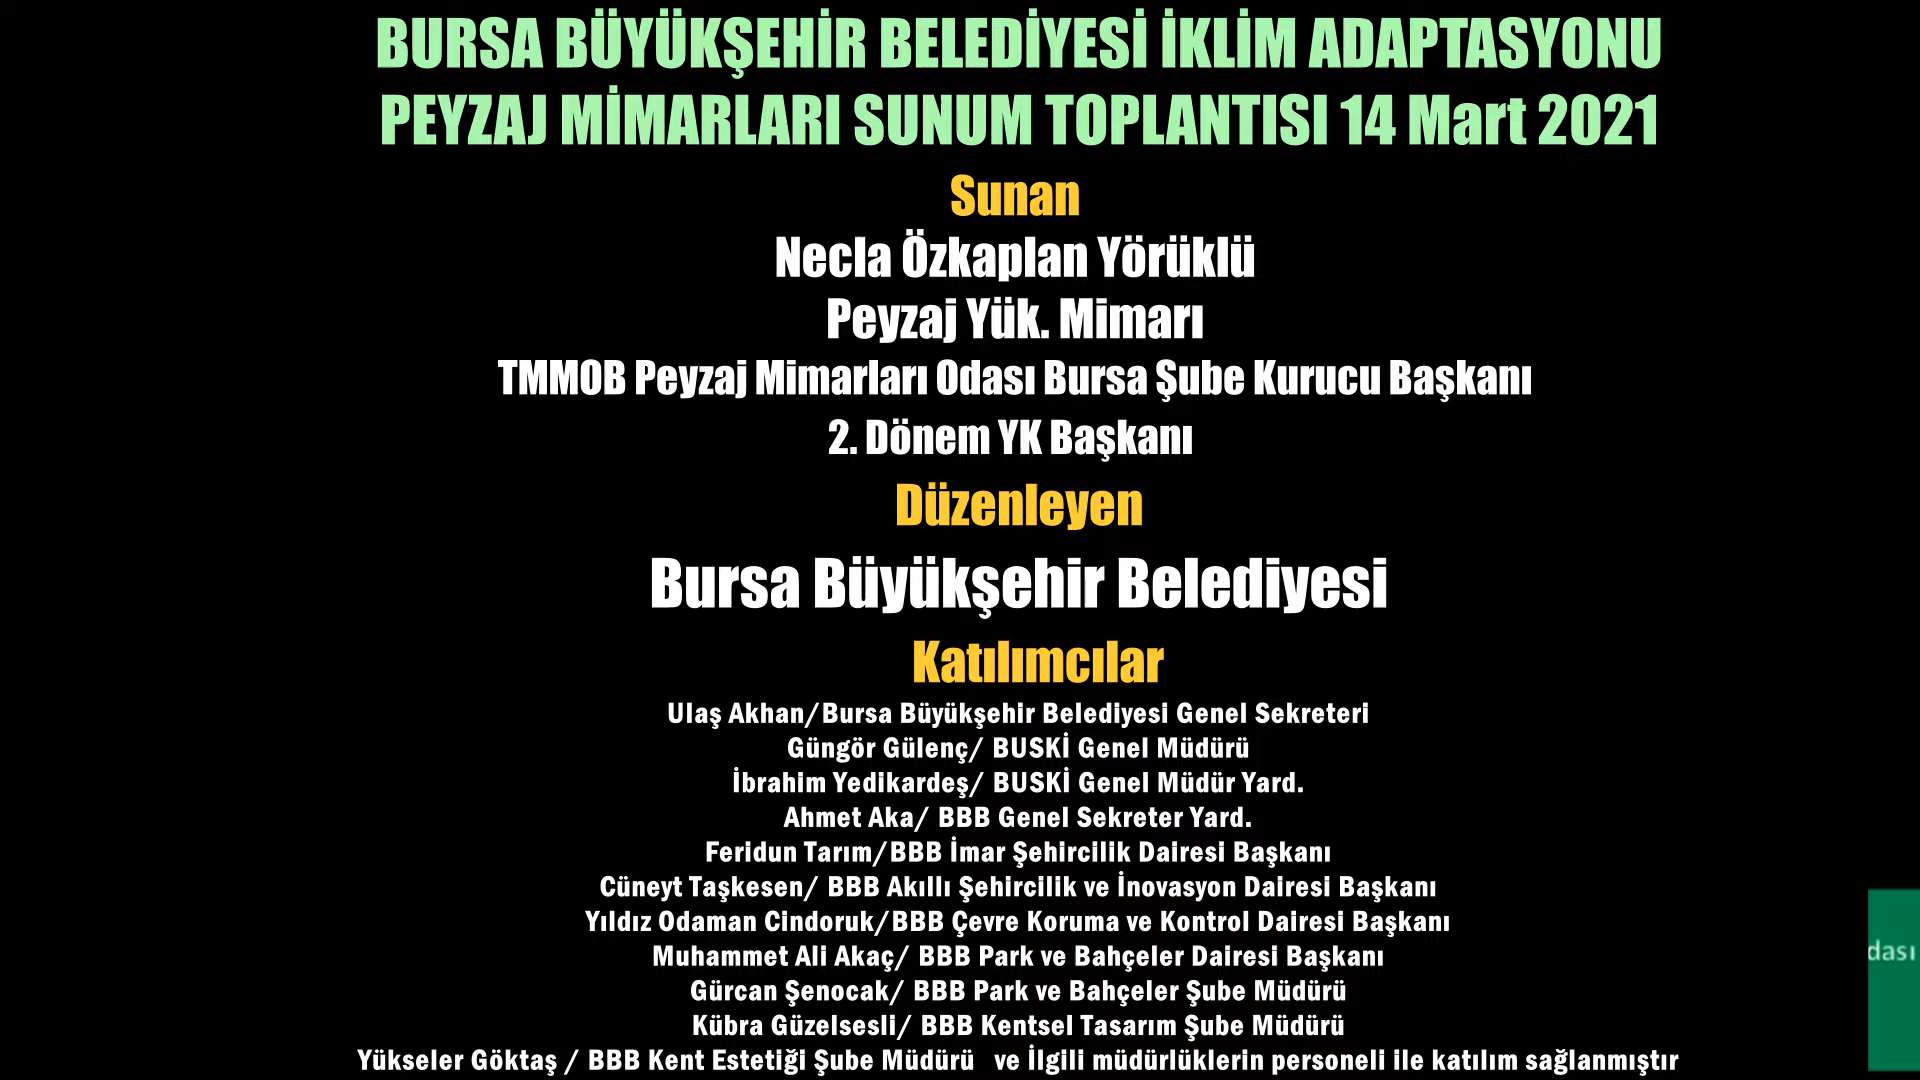 BURSA BÜYÜKŞEHİR BELEDİYESİ İKLİM ADAPTASYONU
PEYZAJ MİMARLARI SUNUM TOPLANTISI 14 Mart 2021
Sunan
Necla Özkaplan Yörüklü
Peyzaj Yük. Mimarı
TMMOB Peyzaj Mimarları Odası Bursa Şube Kurucu Başkanı
2. Dönem YK Başkanı
Düzenleyen
Bursa Büyükşehir Belediyesi
Katılımcılar
Ulaş Akhan/Bursa Büyükşehir Belediyesi Genel Sekreteri
Güngör Gülenç/ BUSKİ Genel Müdürü
İbrahim Yedikardeş/ BUSKİ Genel Müdür Yard.
Ahmet Aka/ BBB Genel Sekreter Yard.
Feridun Tarım/BBB İmar Şehircilik Dairesi Başkanı
Cüneyt Taşkesen/ BBB Akıllı Şehircilik ve İnovasyon Dairesi Başkanı
Yıldız Odaman Cindoruk/BBB Çevre Koruma ve Kontrol Dairesi Başkanı
Muhammet Ali Akaç/ BBB Park ve Bahçeler Dairesi Başkanı
dası
Gürcan Şenocak/ BBB Park ve Bahçeler Şube Müdürü
Kübra Güzelsesli/ BBB Kentsel Tasarım Şube Müdürü
Yükseler Göktaş / BBB Kent Estetiği Şube Müdürü ve İlgili müdürlüklerin personeli ile katılım sağlanmıştır